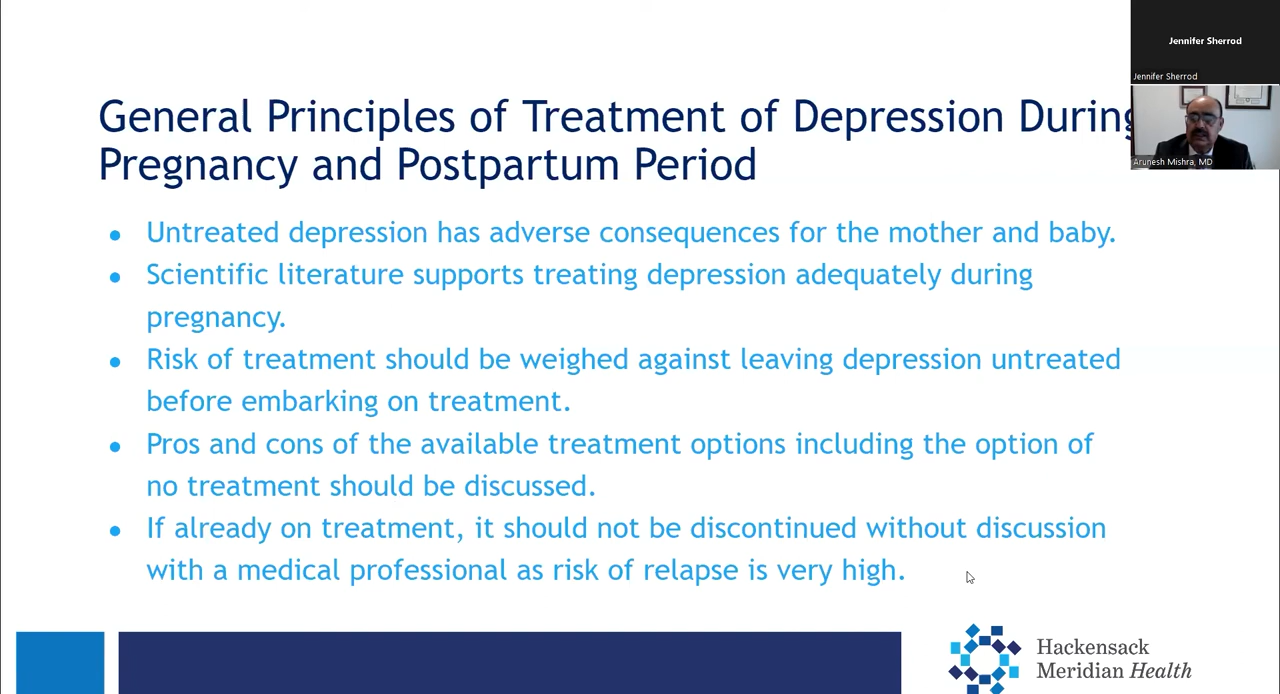 General Principles of Treatment of Depression During
Pregnancy and Postpartum Period
● Untreated depression has adverse consequences for the mother and baby.
● Scientific literature supports treating depression adequately during
pregnancy.
● Risk of treatment should be weighed against leaving depression untreated
before embarking on treatment.
● Pros and cons of the available treatment options including the option of
no treatment should be discussed.
● If already on treatment, it should not be discontinued without discussion
with a medical professional as risk of relapse is very high.
Jennifer Sherrod
Jennifer Sherrod
Arunesh Mishra, MD
Hackensack
Meridian Health